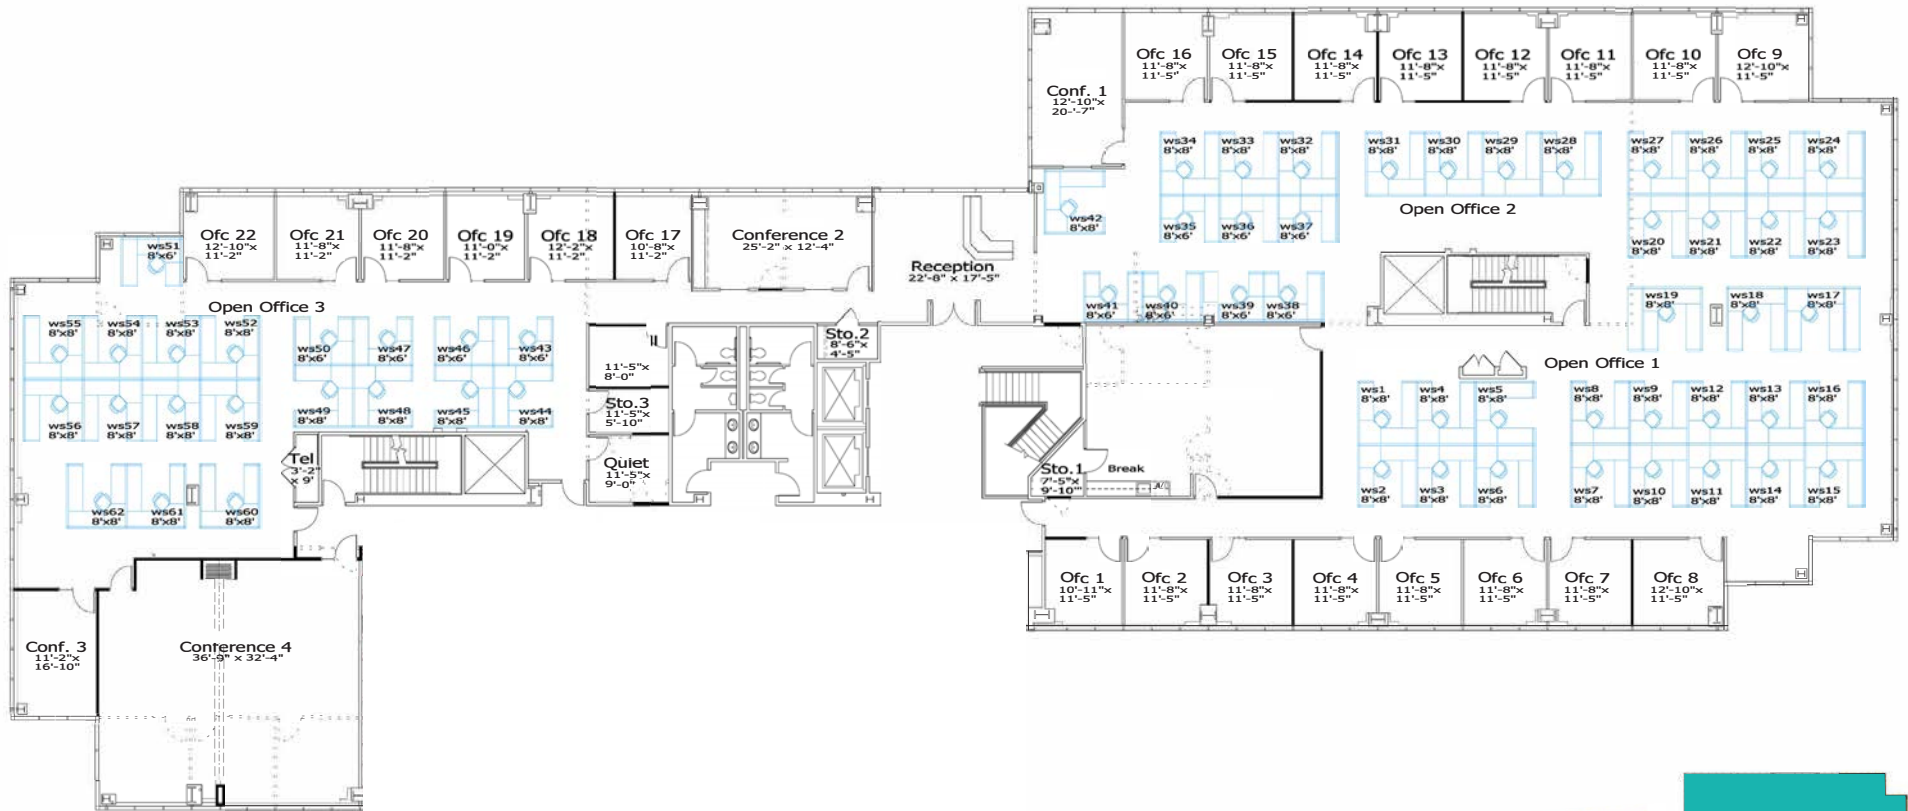 Ofc 16
11'-8"x
11'-5"
Ofc 15
11'-8"x
11'-5"
Ofc 14
11'-8"x
11'-5"
Ofc 13
11'-8"x
11'-5"
Ofc 12
11'-8"x
11'-5"
Ofc 11
11'-8"x
11'-5"
Ofc 10
11'-8"x
11'-5"
Ofc 9
12'-10"x
11'-5"
Conf. 1
12'-10"x
20'-7"
ws34
8'x8'
ws33
8'x8'
ws32
8'x8'
ws31
8'x8'
ws30
8'x8'
ws29
8'x8'
ws28
8'x8'
ws27
8'x8'
ws26
8'x8'
ws25
8'x8'
ws24
8'x8'
ws42
8'x8'
ws35
8'x6'
ws36
8'x6'
ws37
8'x6'
Open Office 2
ws20
8'x8'
ws21
8'x8'
ws22
8'x8'
ws23
8'x8'
ws51
8'x6'
Ofc 22
12'-10"x
11'-2"
Ofc 21
11'-8"x
11'-2"
Ofc 20
11'-8"x
11'-2"
Ofc 19
11'-0"x
11'-2"
Ofc 18
12'-2"x
11'-2"
Ofc 17
10'-8"x
11'-2"
Conference 2
25'-2" x 12'-4"
Reception
22'-8" x 17'-5"
ws41
8'x6'
ws40
8'x6'
ws39
8'x6'
ws38
8'x6'
ws19
8'x8'
ws18
8'x8'
ws17
8'x8'
Open Office 3
ws55
8'x8'
ws54
8'x8'
ws53
8'x8'
ws52
8'x8'
ws50
8'x6'
ws47
8'x6'
ws46
8'x6'
ws43
8'x6'
11'-5"x
8'-0"
Sto.2
8'-6"x
4'-5"
Open Office 1
ws1
8'x8'
ws4
8'x8'
ws5
8'x8'
ws8
8'x8'
ws9
8'x8'
ws12
8'x8'
ws13
8'x8'
ws16
8'x8'
ws56
8'x8'
ws57
8'x8'
ws58
8'x8'
ws59
8'x8'
ws49
8'x8'
ws48
8'x8'
ws45
8'x8'
ws44
8'x8'
Sto.3
11'-5"x
5'-10"
Tel
3'-2"
x 9'
Quiet
11'-5"x
9'-0"
Sto.1
7'-5"x
9'-10"
Break
ws2
8'x8'
ws3
8'x8'
ws6
8'x8'
ws7
8'x8'
ws10
8'x8'
ws11
8'x8'
ws14
8'x8'
ws15
8'x8'
ws62
8'x8'
ws61
8'x8'
ws60
8'x8'
Ofc 1
10'-11"x
11'-5"
Ofc 2
11'-8"x
11'-5"
Ofc 3
11'-8"x
11'-5"
Ofc 4
11'-8"x
11'-5"
Ofc 5
11'-8"x
11'-5"
Ofc 6
11'-8"x
11'-5"
Ofc 7
11'-8"x
11'-5"
Ofc 8
12'-10"x
11'-5"
Conf. 3
11'-2"x
16'-10"
Conference 4
36'-9" x 32'-4"